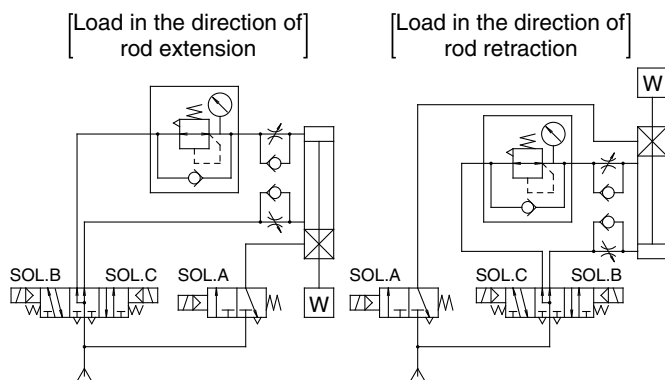 [Load in the direction of
rod extension]
[Load in the direction of
rod retraction]
W
SOL.B
SOL.C
SOL.A
W
SOL.A
SOL.C
SOL.B